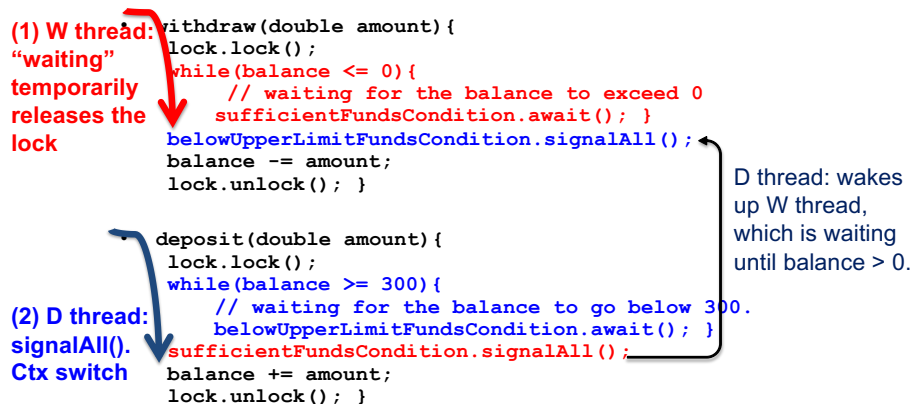 (1) W thread:
“waiting”
temporarily
releases the
lock
• withdraw(double amount){
lock.lock();
while(balance <= 0){
// waiting for the balance to exceed 0
sufficientFundsCondition.await(); }
belowUpperLimitFundsCondition.signalAll();
balance -= amount;
lock.unlock(); }
D thread: wakes
up W thread,
which is waiting
until balance > 0.
• deposit(double amount){
lock.lock();
while(balance >= 300){
// waiting for the balance to go below 300.
belowUpperLimitFundsCondition.await(); }
sufficientFundsCondition.signalAll();
balance += amount;
lock.unlock(); }
(2) D thread:
signalAll().
Ctx switch